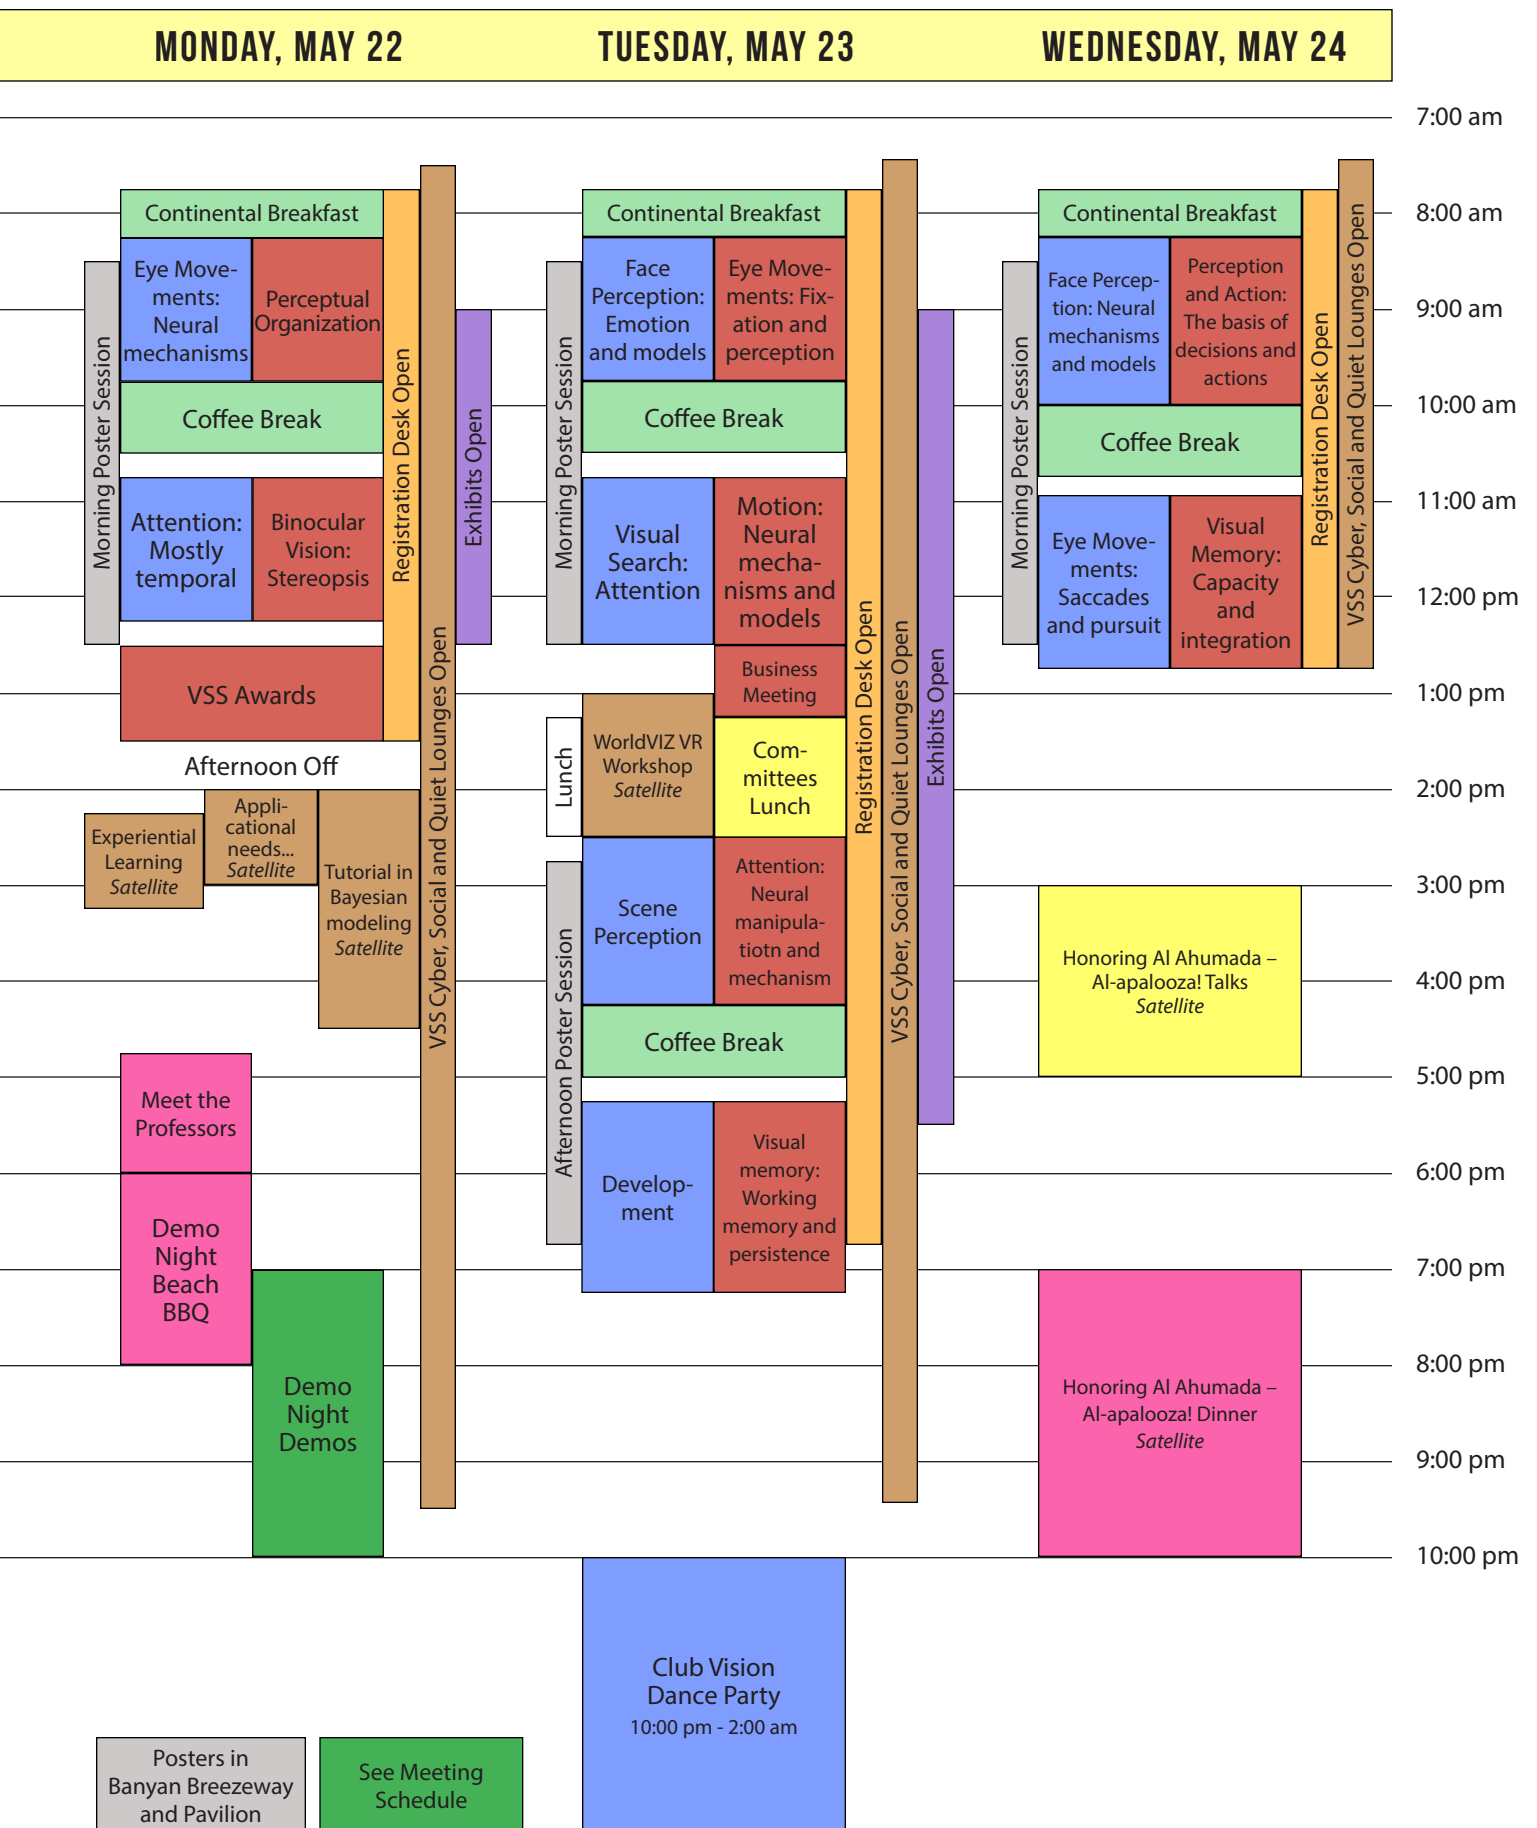 MONDAY, MAY 22
TUESDAY, MAY 23
WEDNESDAY, MAY 24
7:00 am
8:00 am
9:00 am
10:00 am
11:00 am
12:00 pm
1:00 pm
2:00 pm
3:00 pm
4:00 pm
5:00 pm
6:00 pm
7:00 pm
8:00 pm
9:00 pm
10:00 pm
Morning Poster Session
Continental Breakfast
Eye Move-
ments:
Neural
mechanisms
Perceptual
Organization
Coffee Break
Attention:
Mostly
temporal
Binocular
Vision:
Stereopsis
VSS Awards
Registration Desk Open
VSS Cyber, Social and Quiet Lounges Open
Exhibits Open
Afternoon Off
Experiential
Learning
Satellite
Appli-
cational
needs...
Satellite
Tutorial in
Bayesian
modeling
Satellite
Meet the
Professors
Demo
Night
Beach
BBQ
Demo
Night
Demos
Morning Poster Session
Continental Breakfast
Face
Perception:
Emotion
and models
Eye Move-
ments: Fix-
ation and
perception
Coffee Break
Visual
Search:
Attention
Motion:
Neural
mecha-
nisms and
models
Business
Meeting
Lunch
WorldVIZ VR
Workshop
Satellite
Com-
mittees
Lunch
Afternoon Poster Session
Scene
Perception
Attention:
Neural
manipula-
tiotn and
mechanism
Coffee Break
Develop-
ment
Visual
memory:
Working
memory and
persistence
Registration Desk Open
VSS Cyber, Social and Quiet Lounges Open
Exhibits Open
Club Vision
Dance Party
10:00 pm - 2:00 am
Morning Poster Session
Continental Breakfast
Face Percep-
tion: Neural
mechanisms
and models
Perception
and Action:
The basis of
decisions and
actions
Coffee Break
Eye Move-
ments:
Saccades
and pursuit
Visual
Memory:
Capacity
and
integration
Registration Desk Open
VSS Cyber, Social and Quiet Lounges Open
Honoring Al Ahumada –
Al-apalooza! Talks
Satellite
Honoring Al Ahumada –
Al-apalooza! Dinner
Satellite
Posters in
Banyan Breezeway
and Pavilion
See Meeting
Schedule